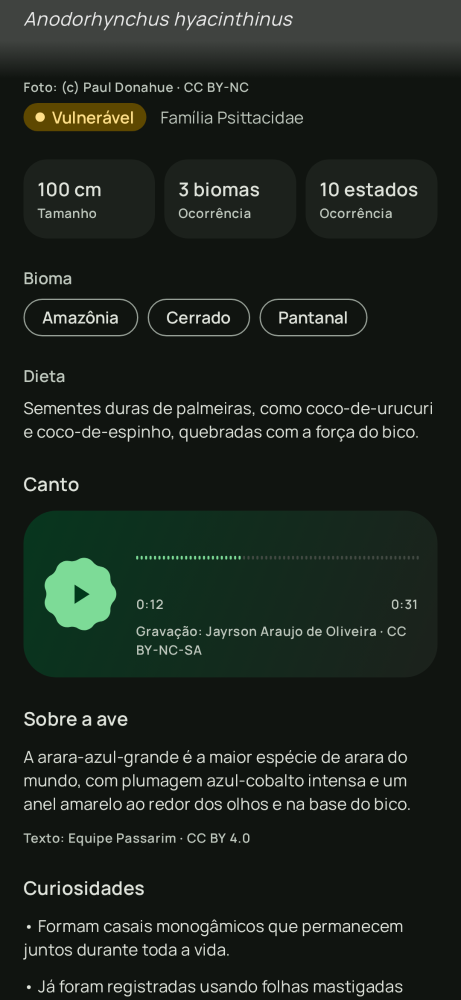 Anodorhynchus hyacinthinus
Foto: (c) Paul Donahue · CC BY-NC
Vulnerável
Família Psittacidae
100 cm
Tamanho
3 biomas
Ocorrência
10 estados
Ocorrência
Bioma
Amazônia
Cerrado
Pantanal
Dieta
Sementes duras de palmeiras, como coco-de-urucuri
e coco-de-espinho, quebradas com a força do bico.
Canto
0:12
0:31
Gravação: Jayrson Araujo de Oliveira · CC
BY-NC-SA
Sobre a ave
A arara-azul-grande é a maior espécie de arara do
mundo, com plumagem azul-cobalto intensa e um
anel amarelo ao redor dos olhos e na base do bico.
Texto: Equipe Passarim · CC BY 4.0
Curiosidades
• Formam casais monogâmicos que permanecem
juntos durante toda a vida.
• Já foram registradas usando folhas mastigadas